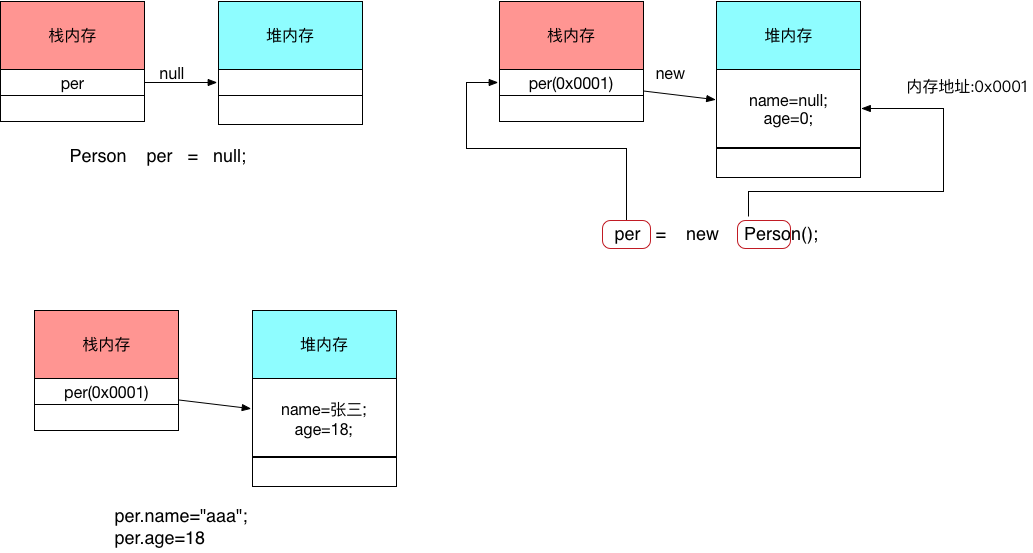 栈内存
堆内存
per
null
Person per = null;
栈内存
堆内存
per(0x0001)
new
name=null;
age=0;
内存地址:0x0001
per = new Person();
栈内存
堆内存
per(0x0001)
name=张三;
age=18;
per.name="aaa";
per.age=18